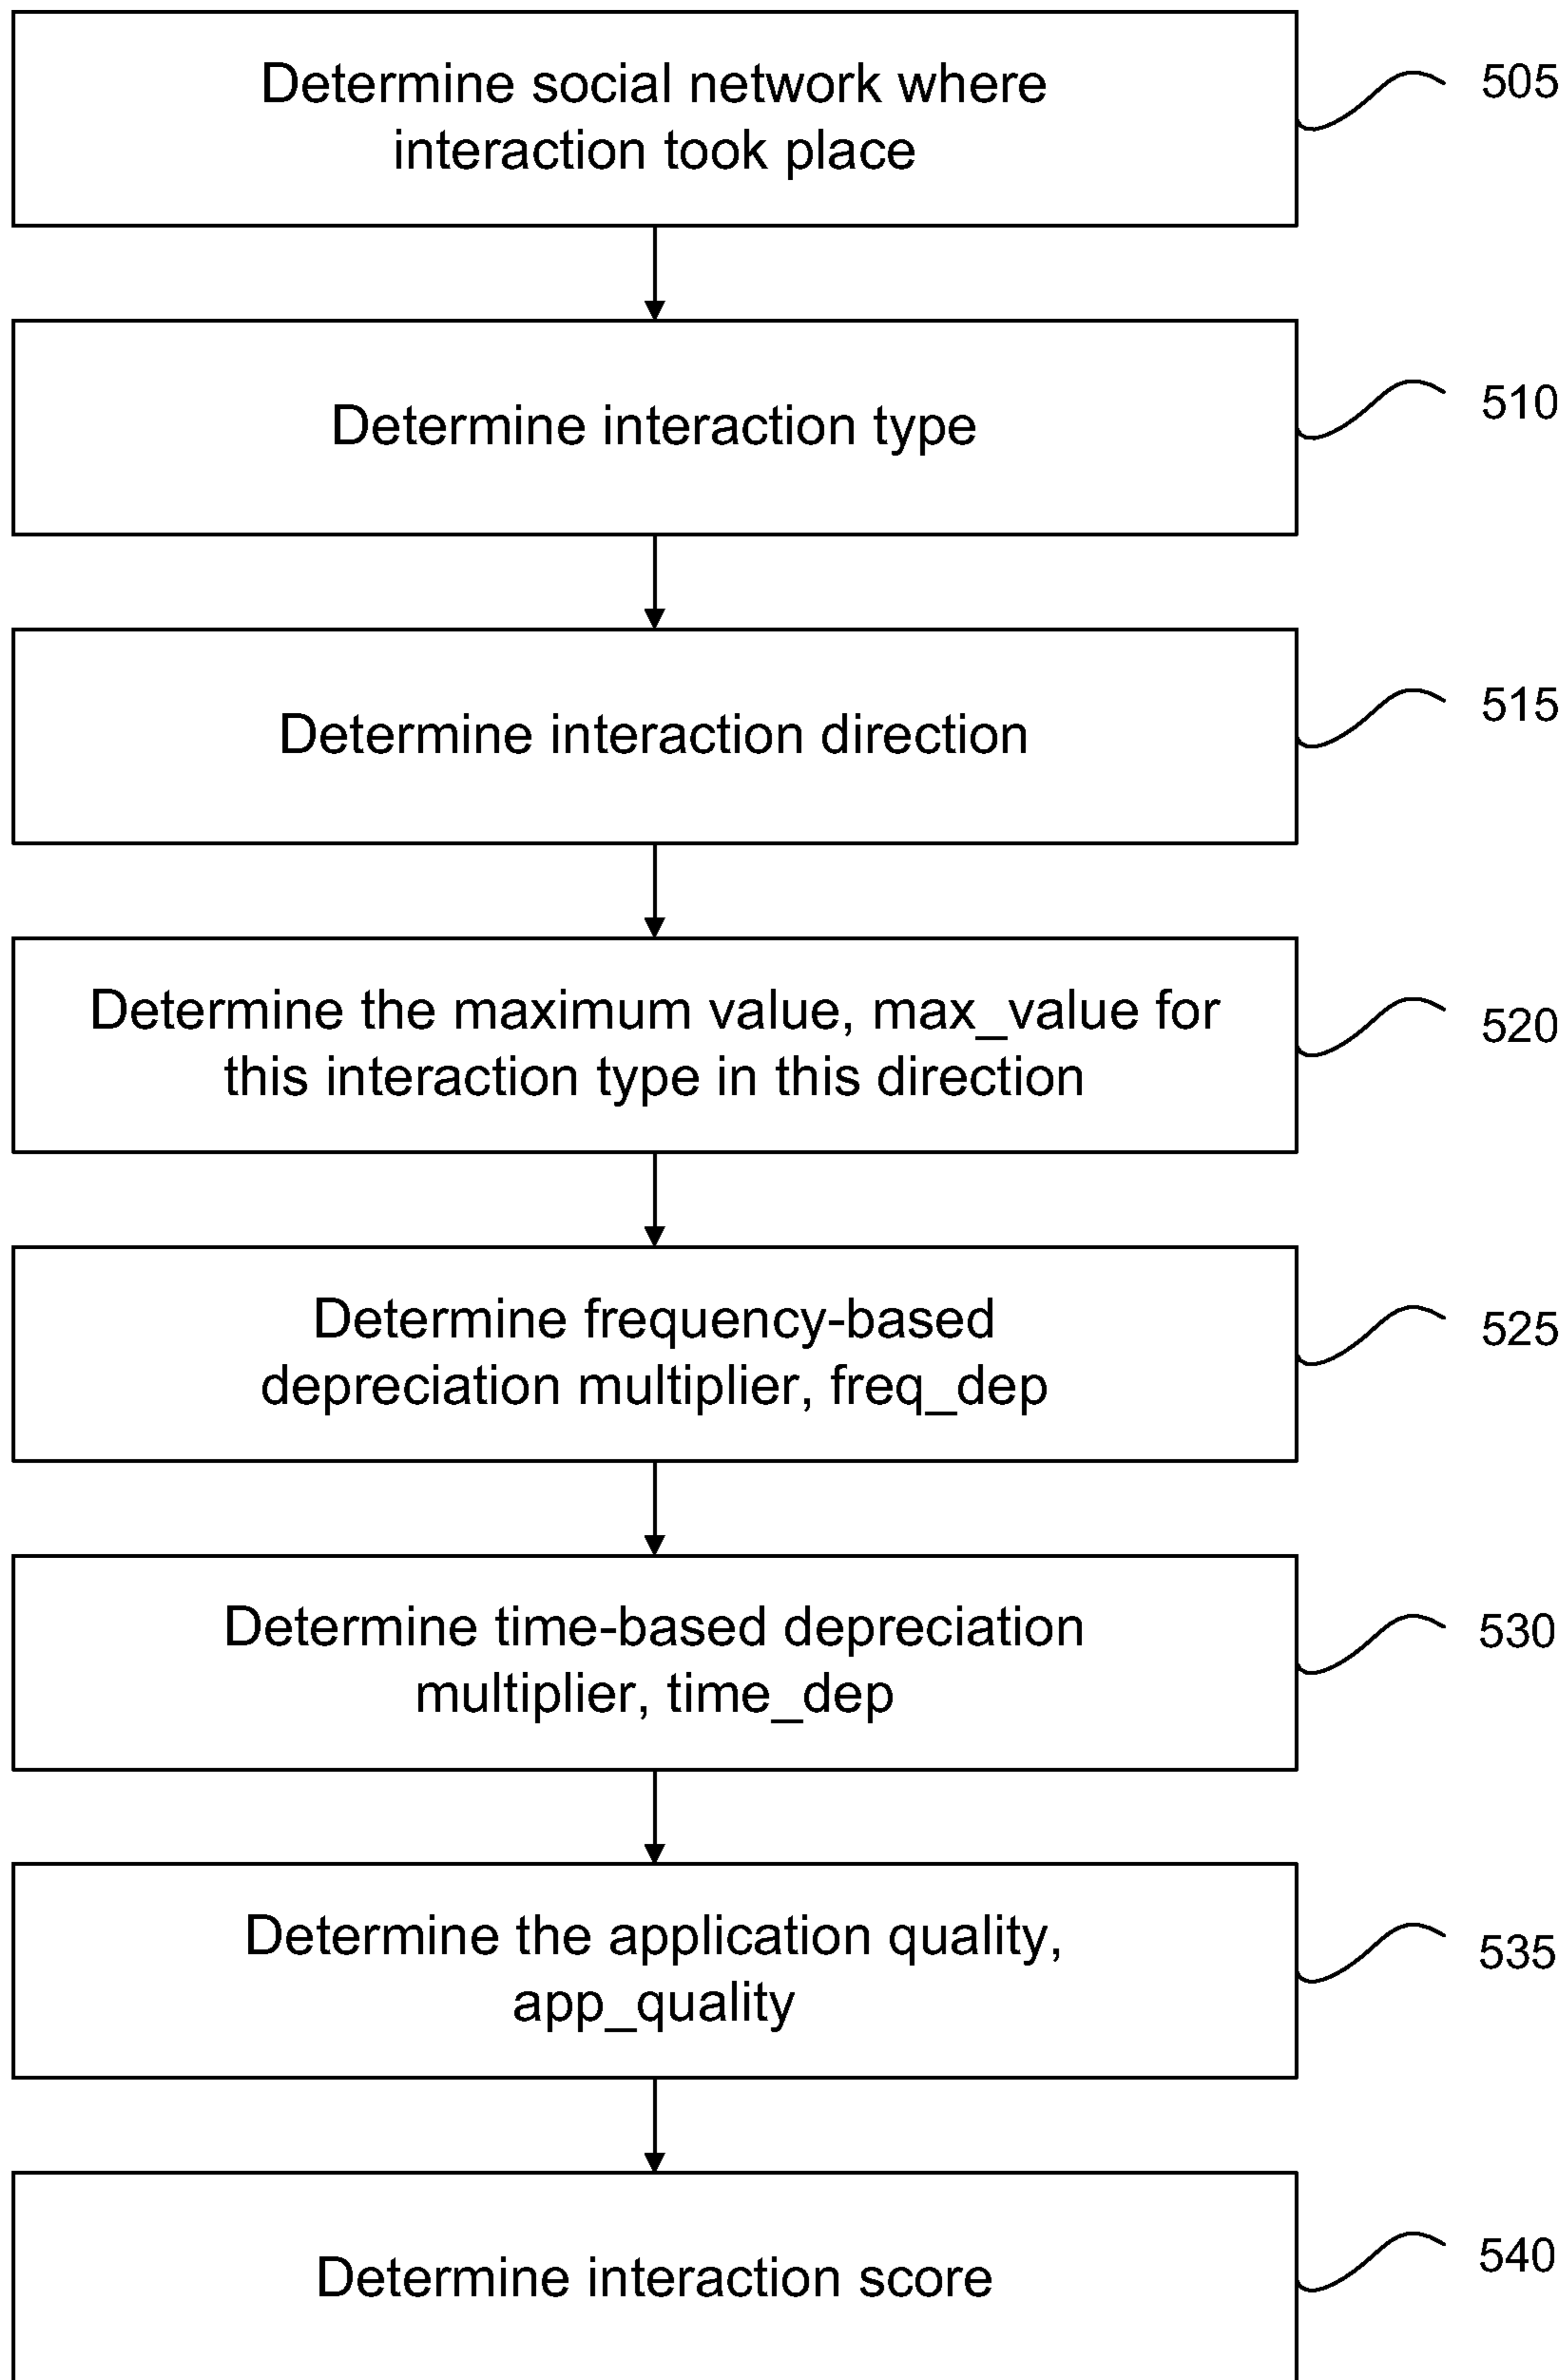 Determine social network where
interaction took place
505
Determine interaction type
510
Determine interaction direction
515
Determine the maximum value, max_value for
this interaction type in this direction
520
Determine frequency-based
depreciation multiplier, freq_dep
525
Determine time-based depreciation
multiplier, time_dep
530
Determine the application quality,
app_quality
535
Determine interaction score
540